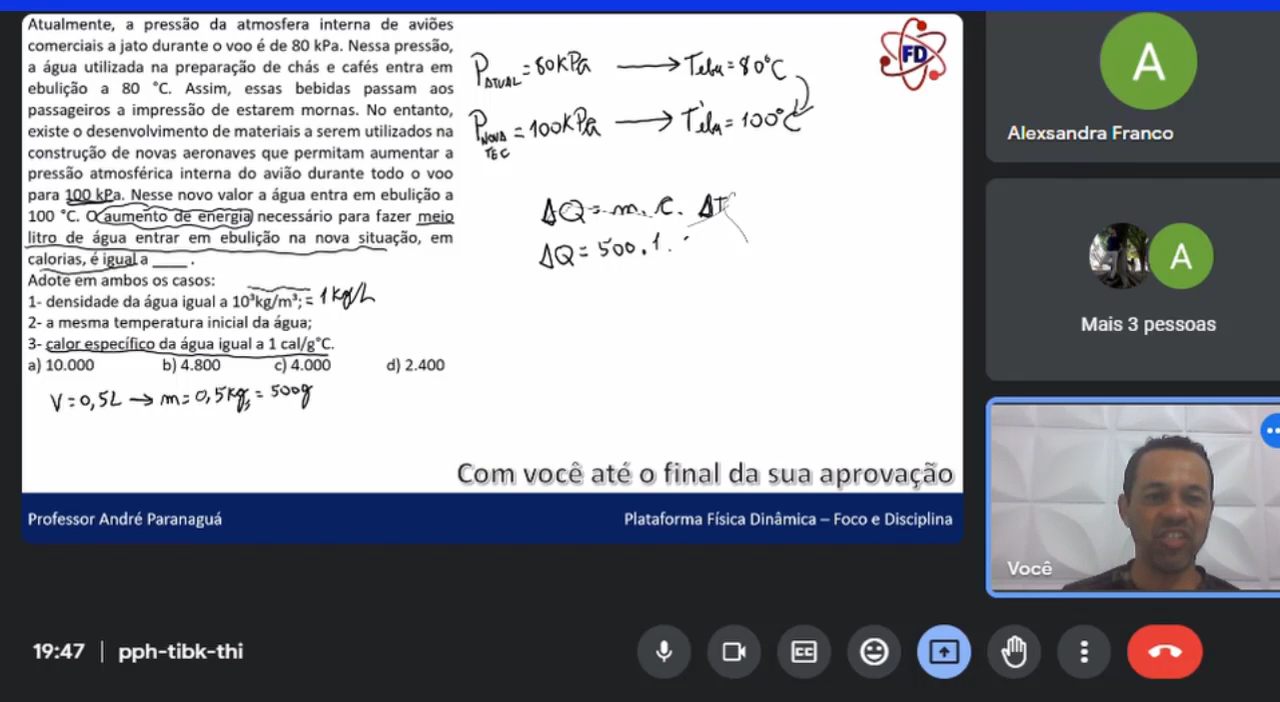 Atualmente, a pressão da atmosfera interna de aviões
comerciais a jato durante o voo é de 80 kPa. Nessa pressão,
a água utilizada na preparação de chás e cafés entra em
ebulição a 80 °C. Assim, essas bebidas passam aos
passageiros a impressão de estarem mornas. No entanto,
existe o desenvolvimento de materiais a serem utilizados na
construção de novas aeronaves que permitam aumentar a
pressão atmosférica interna do avião durante todo o voo
para 100 kPa. Nesse novo valor a água entra em ebulição a
100 °C. O aumento de energia necessário para fazer meio
litro de água entrar em ebulição na nova situação, em
calorias, é igual a ____ .
Adote em ambos os casos:
1- densidade da água igual a 10³kg/m³; = 1kg/L
2- a mesma temperatura inicial da água;
3- calor específico da água igual a 1 cal/g°C.
a) 10.000 b) 4.800 c) 4.000 d) 2.400
V = 0,5L → m = 0,5kg = 500g
P ATUAL = 80kPa → Tebu = 80°C
P NOVA TEC = 100kPa → T'ebu = 100°C
ΔQ = m. c. ΔT
ΔQ = 500.1.
FD
Com você até o final da sua aprovação
Professor André Paranaguá
Plataforma Física Dinâmica – Foco e Disciplina
A
Alexsandra Franco
A
Mais 3 pessoas
Você
19:47 | pph-tibk-thi
CC